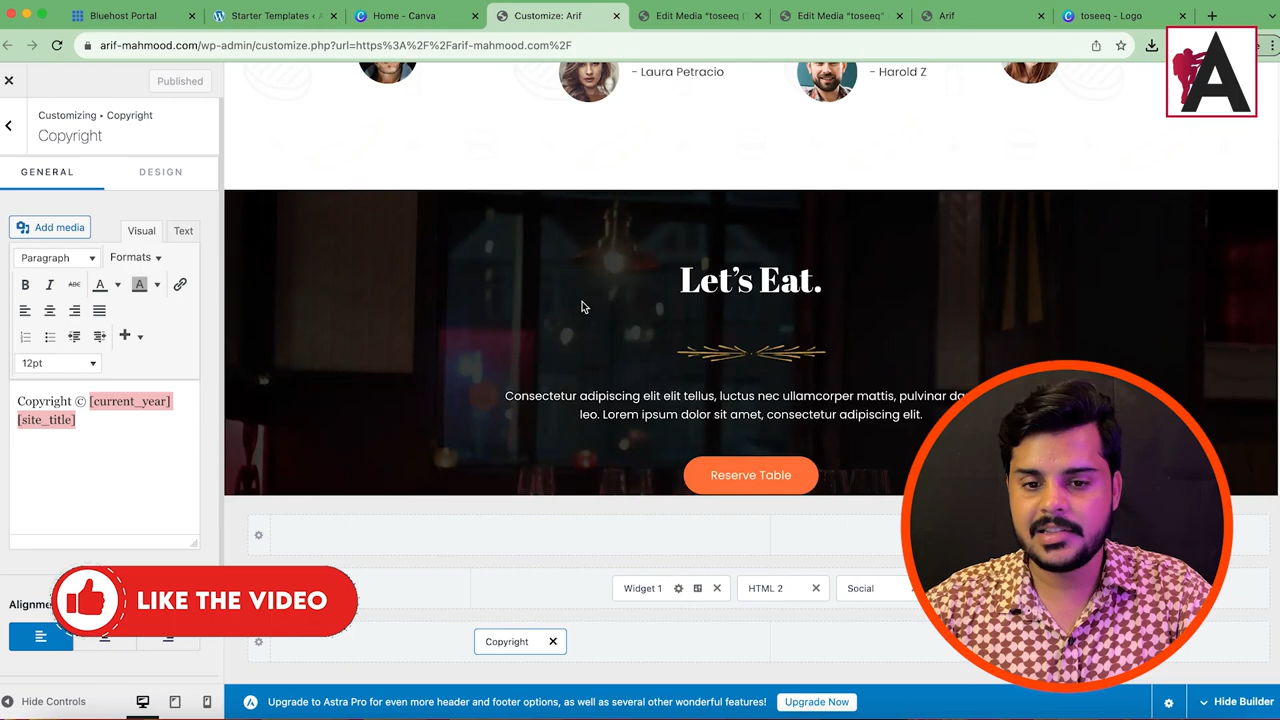 Bluehost Portal
Starter Templates ‹ A
Home - Canva
Customize: Arif
Edit Media "toseeq (
Edit Media "toseeq" ‹
Arif
toseeq - Logo
arif-mahmood.com/wp-admin/customize.php?url=https%3A%2F%2Farif-mahmood.com%2F
Published
- Laura Petracio
- Harold Z
A
Customizing • Copyright
Copyright
GENERAL
DESIGN
Add media
Visual
Text
Paragraph
Formats
B
I
ABC
A
A
12pt
Copyright © [current_year]
[site_title]
Let's Eat.
Consectetur adipiscing elit elit tellus, luctus nec ullamcorper mattis, pulvinar da
leo. Lorem ipsum dolor sit amet, consectetur adipiscing elit.
Reserve Table
LIKE THE VIDEO
Widget 1
HTML 2
Social
Copyright
Hide Controls
Upgrade to Astra Pro for even more header and footer options, as well as several other wonderful features!
Upgrade Now
Hide Builder